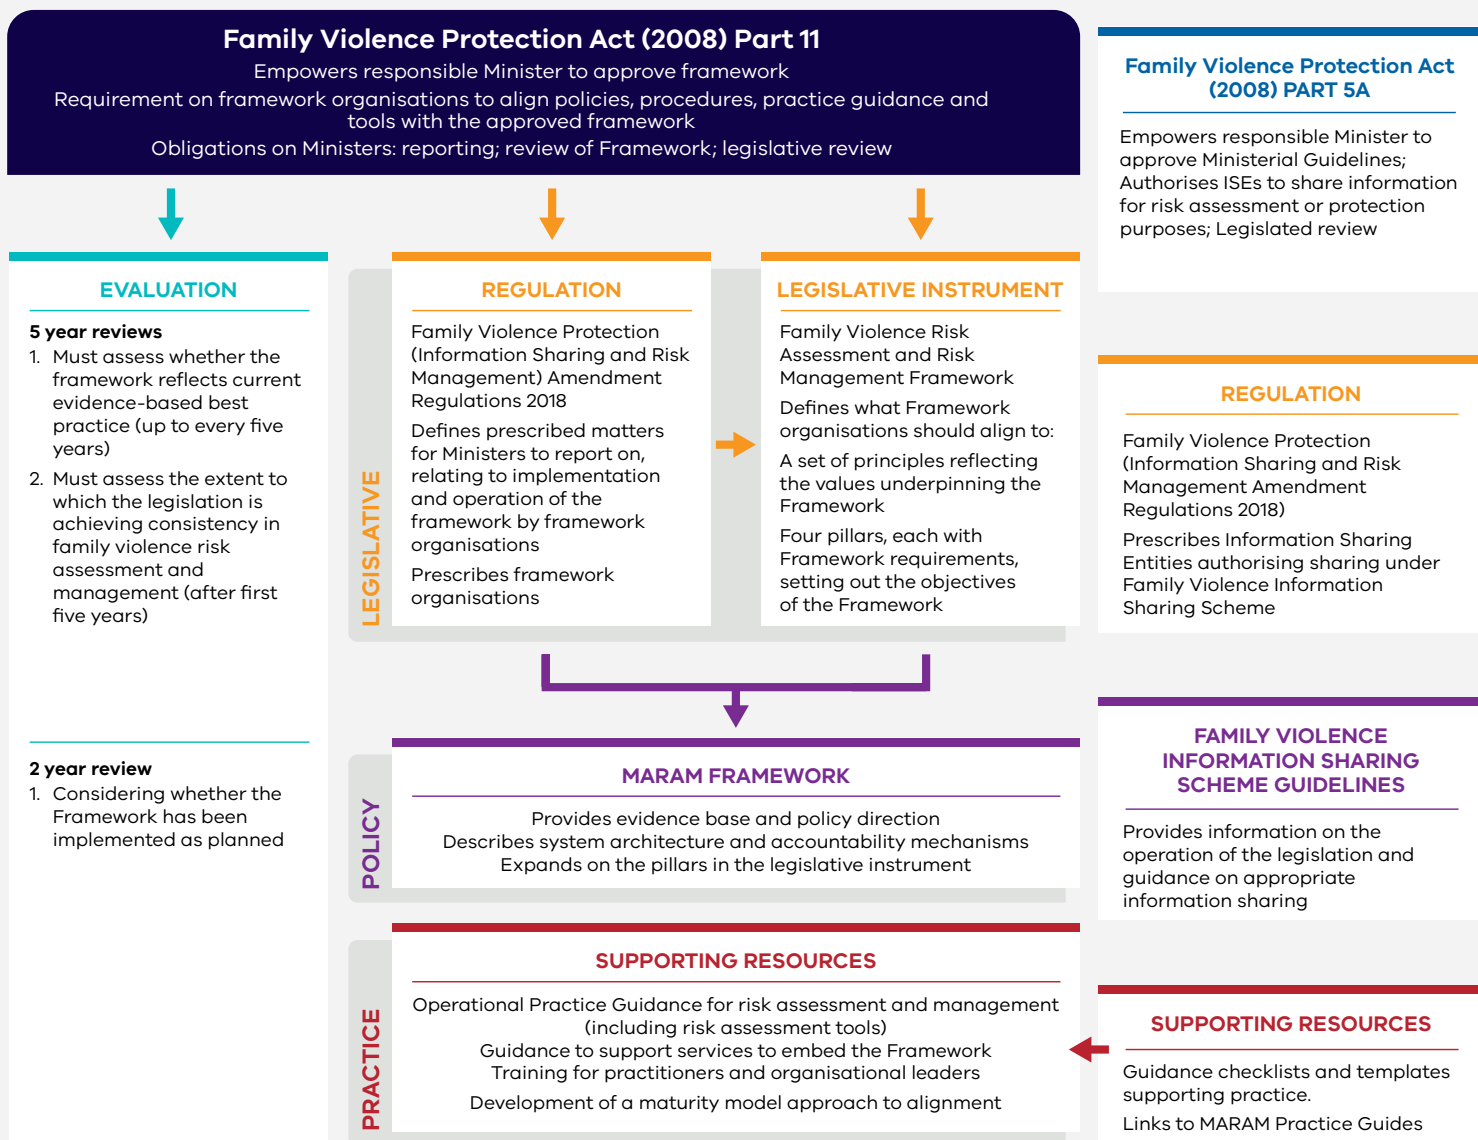 Family Violence Protection Act (2008) Part 11
Empowers responsible Minister to approve framework
Requirement on framework organisations to align policies, procedures, practice guidance and
tools with the approved framework
Obligations on Ministers: reporting; review of Framework; legislative review
EVALUATION
5 year reviews
1. Must assess whether the
framework reflects current
evidence-based best
practice (up to every five
years)
2. Must assess the extent to
which the legislation is
achieving consistency in
family violence risk
assessment and
management (after first
five years)
2 year review
1. Considering whether the
Framework has been
implemented as planned
LEGISLATIVE
REGULATION
Family Violence Protection
(Information Sharing and Risk
Management) Amendment
Regulations 2018
Defines prescribed matters
for Ministers to report on,
relating to implementation
and operation of the
framework by framework
organisations
Prescribes framework
organisations
LEGISLATIVE INSTRUMENT
Family Violence Risk
Assessment and Risk
Management Framework
Defines what Framework
organisations should align to:
A set of principles reflecting
the values underpinning the
Framework
Four pillars, each with
Framework requirements,
setting out the objectives
of the Framework
POLICY
MARAM FRAMEWORK
Provides evidence base and policy direction
Describes system architecture and accountability mechanisms
Expands on the pillars in the legislative instrument
PRACTICE
SUPPORTING RESOURCES
Operational Practice Guidance for risk assessment and management
(including risk assessment tools)
Guidance to support services to embed the Framework
Training for practitioners and organisational leaders
Development of a maturity model approach to alignment
Family Violence Protection Act
(2008) PART 5A
Empowers responsible Minister to
approve Ministerial Guidelines;
Authorises ISEs to share information
for risk assessment or protection
purposes; Legislated review
REGULATION
Family Violence Protection
(Information Sharing and Risk
Management Amendment
Regulations 2018)
Prescribes Information Sharing
Entities authorising sharing under
Family Violence Information
Sharing Scheme
FAMILY VIOLENCE
INFORMATION SHARING
SCHEME GUIDELINES
Provides information on the
operation of the legislation and
guidance on appropriate
information sharing
SUPPORTING RESOURCES
Guidance checklists and templates
supporting practice.
Links to MARAM Practice Guides